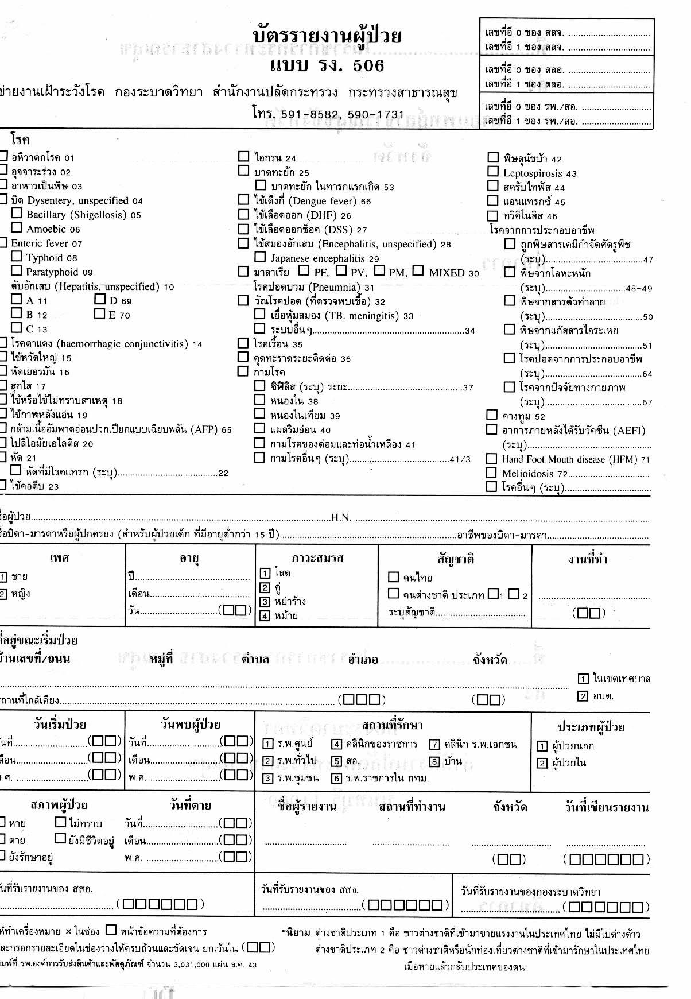 บัตรรายงานผู้ป่วย
แบบ รง. 506
ข่ายงานเฝ้าระวังโรค กองระบาดวิทยา สำนักงานปลัดกระทรวง กระทรวงสาธารณสุข
โทร. 591-8582, 590-1731
เลขที่อี 0 ของ สสจ. ..............................
เลขที่อี 1 ของ สสจ. ..............................
เลขที่อี 0 ของ สสอ. ..............................
เลขที่อี 1 ของ สสอ. ..............................
เลขที่อี 0 ของ รพ./สอ. ..........................
เลขที่อี 1 ของ รพ./สอ. ..........................
โรค
อหิวาตกโรค 01
อุจจาระร่วง 02
อาหารเป็นพิษ 03
บิด Dysentery, unspecified 04
Bacillary (Shigellosis) 05
Amoebic 06
Enteric fever 07
Typhoid 08
Paratyphoid 09
ตับอักเสบ (Hepatitis, unspecified) 10
A 11 D 69
B 12 E 70
C 13
โรคตาแดง (haemorrhagic conjunctivitis) 14
ไข้หวัดใหญ่ 15
หัดเยอรมัน 16
สุกใส 17
ไข้หรือไข้ไม่ทราบสาเหตุ 18
ไข้กาฬหลังแอ่น 19
กล้ามเนื้ออัมพาตอ่อนปวกเปียกแบบเฉียบพลัน (AFP) 65
โปลิโอมัยเอไลติส 20
หัด 21
หัดที่มีโรคแทรก (ระบุ)....................................22
ไข้คอตีบ 23
ไอกรน 24
บาดทะยัก 25
บาดทะยัก ในทารกแรกเกิด 53
ไข้เด็งกี่ (Dengue fever) 66
ไข้เลือดออก (DHF) 26
ไข้เลือดออกช็อค (DSS) 27
ไข้สมองอักเสบ (Encephalitis, unspecified) 28
Japanese encephalitis 29
มาลาเรีย PF, PV, PM, MIXED 30
โรคปอดบวม (Pneumnia) 31
วัณโรคปอด (ที่ตรวจพบเชื้อ) 32
เยื่อหุ้มสมอง (TB. meningitis) 33
ระบบอื่นๆ........................................................34
โรคเรื้อน 35
คุดทะราดระยะติดต่อ 36
กามโรค
ซิฟิลิส (ระบุ) ระยะ..........................................37
หนองใน 38
หนองในเทียม 39
แผลริมอ่อน 40
กามโรคของต่อมและท่อน้ำเหลือง 41
กามโรคอื่นๆ (ระบุ)....................................41/3
พิษสุนัขบ้า 42
Leptospirosis 43
สครับไทฟัส 44
แอนแทรกซ์ 45
ทริคิโนสิส 46
โรคจากการประกอบอาชีพ
ถูกพิษสารเคมีกำจัดศัตรูพืช
(ระบุ)...................................47
พิษจากโลหะหนัก
(ระบุ).............................48-49
พิษจากสารตัวทำลาย
(ระบุ)...................................50
พิษจากแก๊สสารไอระเหย
(ระบุ)...................................51
โรคปอดจากการประกอบอาชีพ
(ระบุ)...................................64
โรคจากปัจจัยทางกายภาพ
(ระบุ)...................................67
คางทูม 52
อาการภายหลังได้รับวัคซีน (AEFI)
(ระบุ).............................................
Hand Foot Mouth disease (HFM) 71
Melioidosis 72..............................
โรคอื่นๆ (ระบุ)................................
ชื่อผู้ป่วย..............................................................H.N. ..............................................................
ชื่อบิดา-มารดาหรือผู้ปกครอง (สำหรับผู้ป่วยเด็ก ที่มีอายุต่ำกว่า 15 ปี)..............................อาชีพของบิดา-มารดา..............................
เพศ
1 ชาย
2 หญิง
อายุ
ปี..........................................
เดือน....................................
วัน............................( )
ภาวะสมรส
1 โสด
2 คู่
3 หย่าร้าง
4 หม้าย
สัญชาติ
คนไทย
คนต่างชาติ ประเภท 1 2
ระบุสัญชาติ................................
งานที่ทำ
........................................
( )
ที่อยู่ขณะเริ่มป่วย
บ้านเลขที่/ถนน หมู่ที่ ตำบล อำเภอ จังหวัด
1 ในเขตเทศบาล
สถานที่ใกล้เคียง..............................................................( ) ( ) 2 อบต.
วันเริ่มป่วย
วันที่............................( )
เดือน..........................( )
พ.ศ. ..........................( )
วันพบผู้ป่วย
วันที่............................( )
เดือน..........................( )
พ.ศ. ..........................( )
สถานที่รักษา
1 ร.พ.ศูนย์ 4 คลินิกของราชการ 7 คลินิก ร.พ.เอกชน
2 ร.พ.ทั่วไป 5 สอ. 8 บ้าน
3 ร.พ.ชุมชน 6 ร.พ.ราชการใน กทม.
ประเภทผู้ป่วย
1 ผู้ป่วยนอก
2 ผู้ป่วยใน
สภาพผู้ป่วย
หาย ไม่ทราบ
ตาย ยังมีชีวิตอยู่
ยังรักษาอยู่
วันที่ตาย
วันที่............................( )
เดือน..........................( )
พ.ศ. ..........................( )
ชื่อผู้รายงาน สถานที่ทำงาน จังหวัด วันที่เขียนรายงาน
.............................. .............................. .............................. ..............................
( ) ( )
วันที่รับรายงานของ สสอ.
........................................( )
วันที่รับรายงานของ สสจ.
........................................( )
วันที่รับรายงานของกองระบาดวิทยา
........................................( )
ให้ทำเครื่องหมาย × ในช่อง หน้าข้อความที่ต้องการ
และกรอกรายละเอียดในช่องว่างให้ครบถ้วนและชัดเจน ยกเว้นใน ( )
พิมพ์ที่ รพ.องค์การรับส่งสินค้าและพัสดุภัณฑ์ จำนวน 3,031,000 แผ่น ส.ค. 43
*นิยาม ต่างชาติประเภท 1 คือ ชาวต่างชาติที่เข้ามาขายแรงงานในประเทศไทย ไม่มีใบต่างด้าว
ต่างชาติประเภท 2 คือ ชาวต่างชาติหรือนักท่องเที่ยวต่างชาติที่เข้ามารักษาในประเทศไทย
เมื่อหายแล้วกลับประเทศของตน